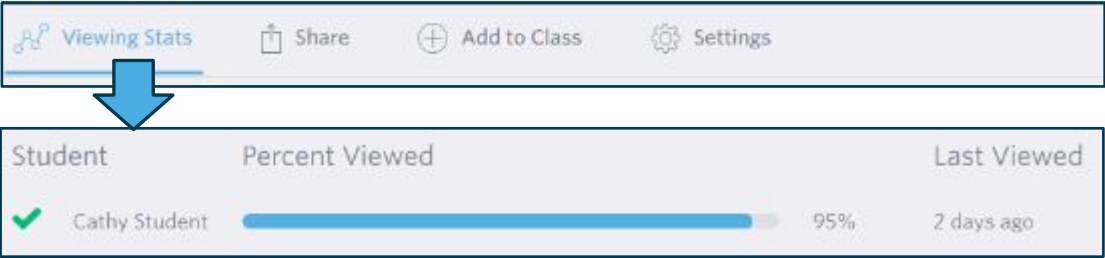 Viewing Stats Share Add to Class Settings
Student Percent Viewed Last Viewed
Cathy Student 95% 2 days ago